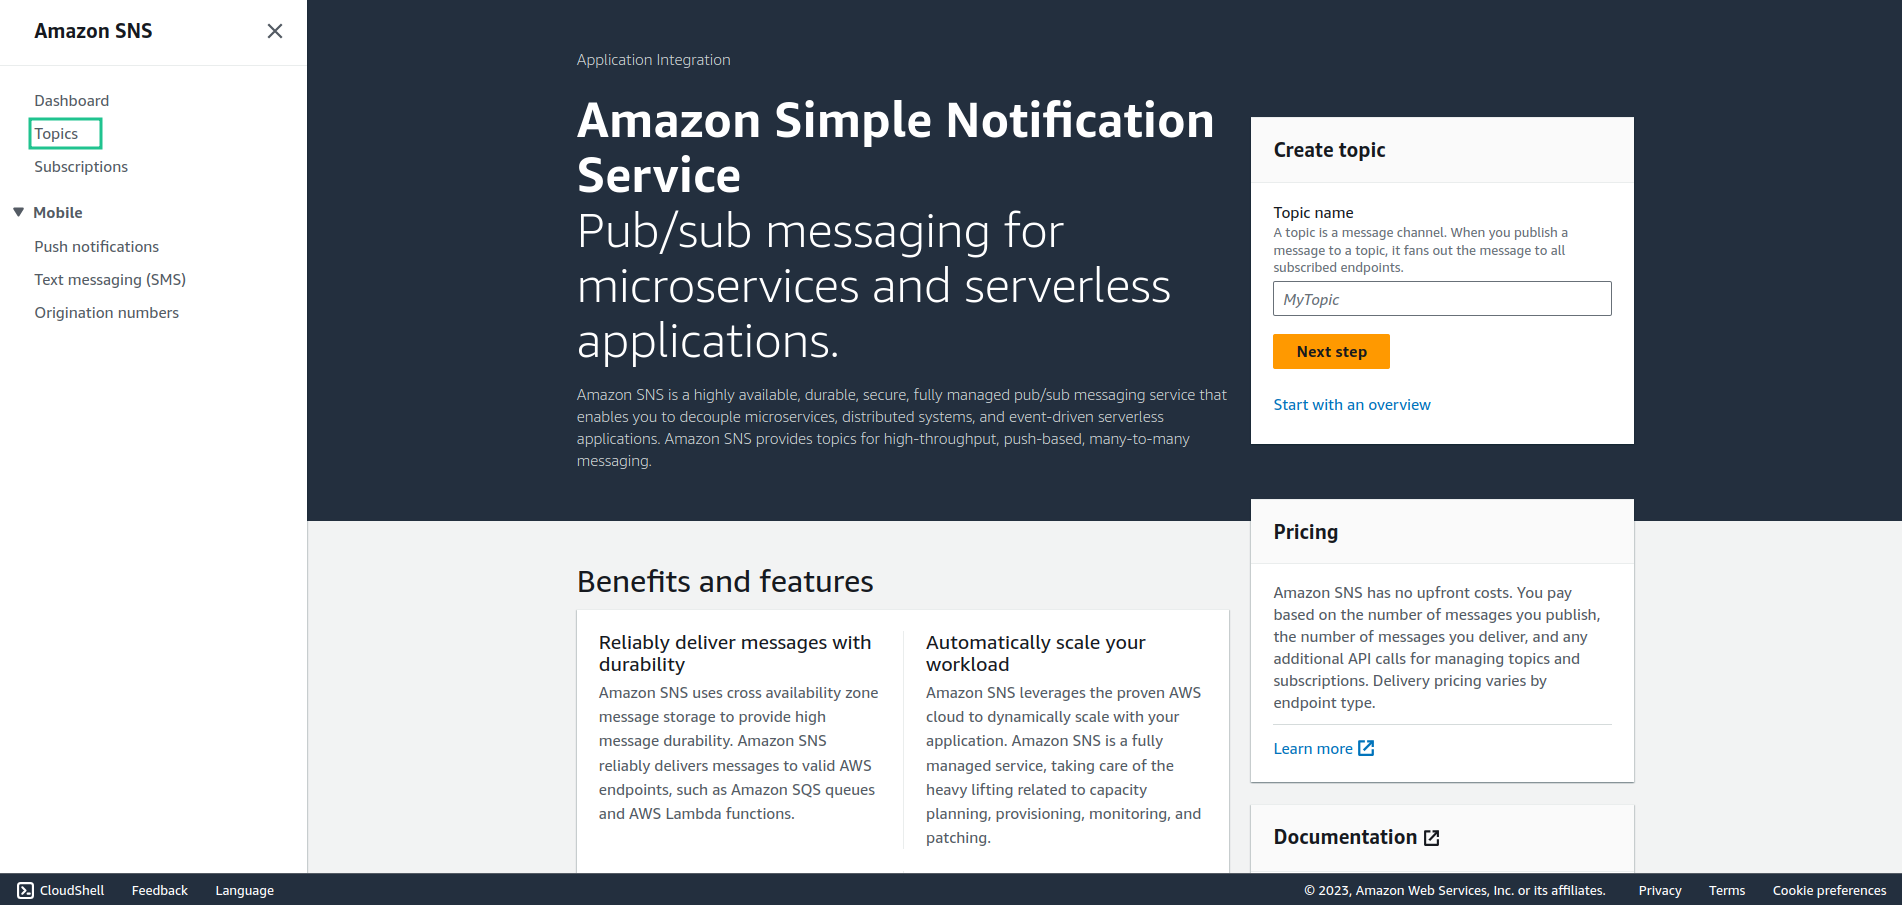 Amazon SNS
Dashboard
Topics
Subscriptions
Mobile
Push notifications
Text messaging (SMS)
Origination numbers
Application Integration
Amazon Simple Notification
Service
Pub/sub messaging for
microservices and serverless
applications.
Amazon SNS is a highly available, durable, secure, fully managed pub/sub messaging service that
enables you to decouple microservices, distributed systems, and event-driven serverless
applications. Amazon SNS provides topics for high-throughput, push-based, many-to-many
messaging.
Create topic
Topic name
A topic is a message channel. When you publish a
message to a topic, it fans out the message to all
subscribed endpoints.
MyTopic
Next step
Start with an overview
Pricing
Amazon SNS has no upfront costs. You pay
based on the number of messages you publish,
the number of messages you deliver, and any
additional API calls for managing topics and
subscriptions. Delivery pricing varies by
endpoint type.
Learn more
Documentation
Benefits and features
Reliably deliver messages with
durability
Amazon SNS uses cross availability zone
message storage to provide high
message durability. Amazon SNS
reliably delivers messages to valid AWS
endpoints, such as Amazon SQS queues
and AWS Lambda functions.
Automatically scale your
workload
Amazon SNS leverages the proven AWS
cloud to dynamically scale with your
application. Amazon SNS is a fully
managed service, taking care of the
heavy lifting related to capacity
planning, provisioning, monitoring, and
patching.
CloudShell
Feedback
Language
© 2023, Amazon Web Services, Inc. or its affiliates.
Privacy
Terms
Cookie preferences